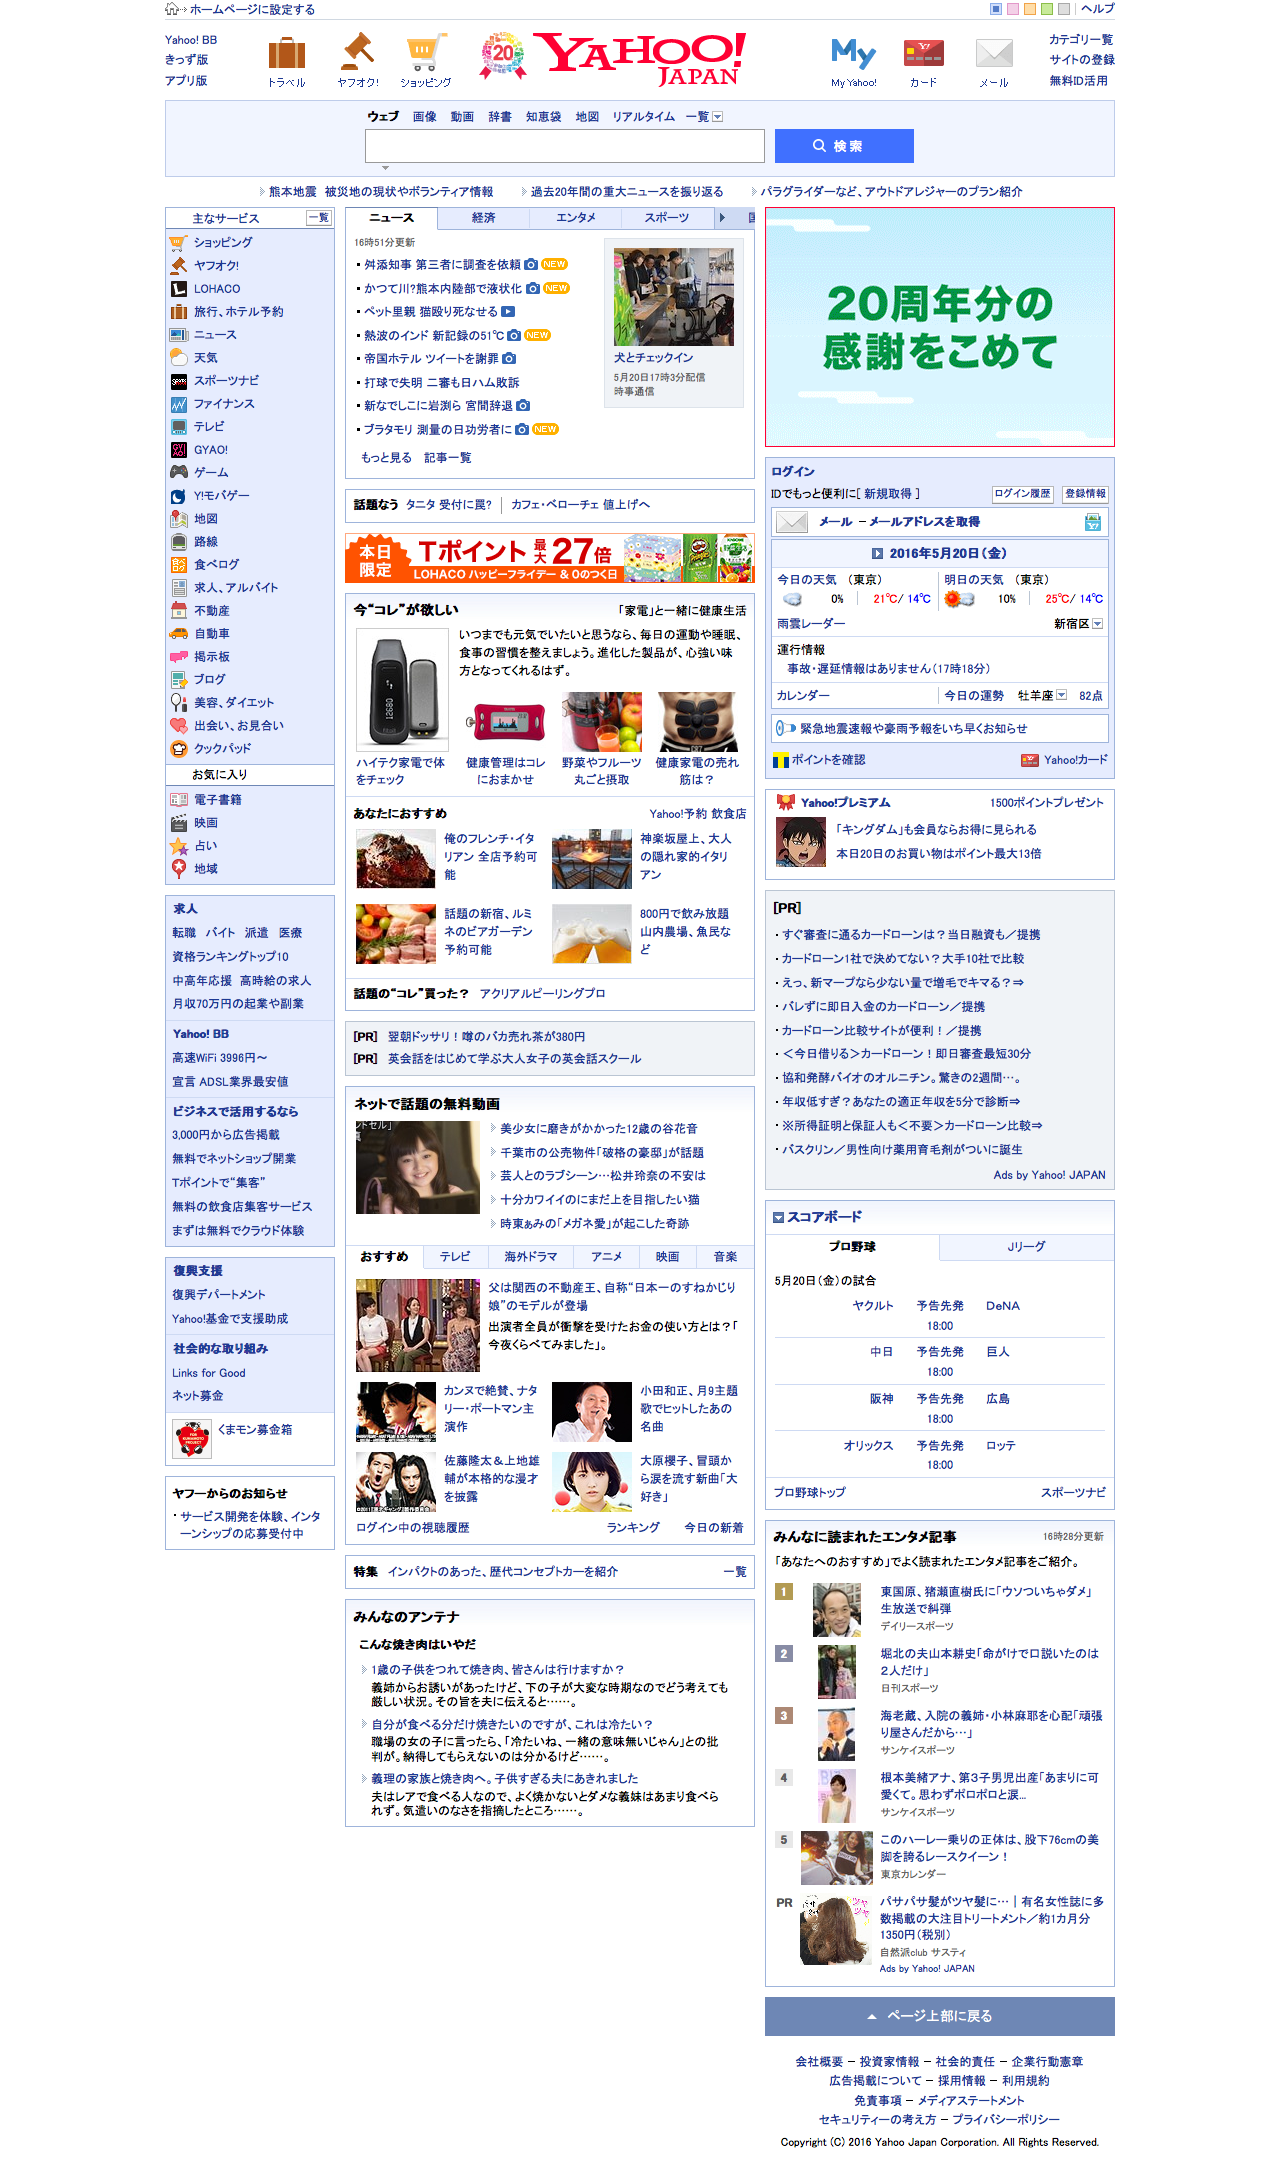 ホームページに設定する
ヘルプ
Yahoo! BB
きっず版
アプリ版
トラベル
ヤフオク!
ショッピング
20
YAHOO!
JAPAN
My
My Yahoo!
カード
メール
カテゴリ一覧
サイトの登録
無料ID活用
ウェブ 画像 動画 辞書 知恵袋 地図 リアルタイム 一覧
検索
熊本地震 被災地の現状やボランティア情報
過去20年間の重大ニュースを振り返る
パラグライダーなど、アウトドアレジャーのプラン紹介
主なサービス 一覧
ショッピング
ヤフオク!
LOHACO
旅行、ホテル予約
ニュース
天気
スポーツナビ
ファイナンス
テレビ
GYAO!
ゲーム
Y!モバゲー
地図
路線
食べログ
求人、アルバイト
不動産
自動車
掲示板
ブログ
美容、ダイエット
出会い、お見合い
クックパッド
お気に入り
電子書籍
映画
占い
地域
求人
転職 バイト 派遣 医療
資格ランキングトップ10
中高年応援 高時給の求人
月収70万円の起業や副業
Yahoo! BB
高速WiFi 3996円～
宣言 ADSL業界最安値
ビジネスで活用するなら
3,000円から広告掲載
無料でネットショップ開業
Tポイントで“集客”
無料の飲食店集客サービス
まずは無料でクラウド体験
復興支援
復興デパートメント
Yahoo!基金で支援助成
社会的な取り組み
Links for Good
ネット募金
くまモン募金箱
ヤフーからのお知らせ
サービス開発を体験、インタ
ーンシップの応募受付中
ニュース 経済 エンタメ スポーツ
16時51分更新
舛添知事 第三者に調査を依頼 NEW
かつて川?熊本内陸部で液状化 NEW
ペット里親 猫殴り死なせる
熱波のインド 新記録の51℃ NEW
帝国ホテル ツイートを謝罪
打球で失明 二審も日ハム敗訴
新なでしこに岩渕ら 宮間辞退
ブラタモリ 測量の日功労者に NEW
もっと見る 記事一覧
犬とチェックイン
5月20日17時3分配信
時事通信
話題なう タニタ 受付に罠? カフェ・ベローチェ 値上げへ
本日
限定
Tポイント 最大27倍
LOHACO ハッピーフライデー & 0のつく日
今“コレ”が欲しい 「家電」と一緒に健康生活
いつまでも元気でいたいと思うなら、毎日の運動や睡眠、
食事の習慣を整えましょう。進化した製品が、心強い味
方となってくれるはず。
ハイテク家電で体
をチェック
健康管理はコレ
におまかせ
野菜やフルーツ
丸ごと摂取
健康家電の売れ
筋は？
あなたにおすすめ Yahoo!予約 飲食店
俺のフレンチ・イタ
リアン 全店予約可
能
神楽坂屋上、大人
の隠れ家的イタリ
アン
話題の新宿、ルミ
ネのビアガーデン
予約可能
800円で飲み放題
山内農場、魚民な
ど
話題の“コレ”買った？ アクリアルピーリングプロ
[PR] 翌朝ドッサリ！噂のバカ売れ茶が380円
[PR] 英会話をはじめて学ぶ大人女子の英会話スクール
ネットで話題の無料動画
美少女に磨きがかかった12歳の谷花音
千葉市の公売物件「破格の豪邸」が話題
芸人とのラブシーン…松井玲奈の不安は
十分カワイイのにまだ上を目指したい猫
時東ぁみの「メガネ愛」が起こした奇跡
おすすめ テレビ 海外ドラマ アニメ 映画 音楽
父は関西の不動産王、自称“日本一のすねかじり
娘”のモデルが登場
出演者全員が衝撃を受けたお金の使い方とは？「
今夜くらべてみました」。
カンヌで絶賛、ナタ
リー・ポートマン主
演作
小田和正、月9主題
歌でヒットしたあの
名曲
佐藤隆太＆上地雄
輔が本格的な漫才
を披露
大原櫻子、冒頭か
ら涙を流す新曲「大
好き」
ログイン中の視聴履歴 ランキング 今日の新着
特集 インパクトのあった、歴代コンセプトカーを紹介 一覧
みんなのアンテナ
こんな焼き肉はいやだ
1歳の子供をつれて焼き肉、皆さんは行けますか？
義姉からお誘いがあったけど、下の子が大変な時期なのでどう考えても
厳しい状況。その旨を夫に伝えると……。
自分が食べる分だけ焼きたいのですが、これは冷たい？
職場の女の子に言ったら、「冷たいね、一緒の意味無いじゃん」との批
判が。納得してもらえないのは分かるけど……。
義理の家族と焼き肉へ。子供すぎる夫にあきれました
夫はレアで食べる人なので、よく焼かないとダメな義妹はあまり食べら
れず。気遣いのなさを指摘したところ……。
20周年分の
感謝をこめて
ログイン
IDでもっと便利に[ 新規取得 ] ログイン履歴 登録情報
メール － メールアドレスを取得
2016年5月20日（金）
今日の天気 （東京） 明日の天気 （東京）
0% 21℃/ 14℃ 10% 25℃/ 14℃
雨雲レーダー 新宿区
運行情報
事故・遅延情報はありません（17時18分）
カレンダー 今日の運勢 牡羊座 82点
緊急地震速報や豪雨予報をいち早くお知らせ
ポイントを確認 Yahoo!カード
Yahoo!プレミアム 1500ポイントプレゼント
「キングダム」も会員ならお得に見られる
本日20日のお買い物はポイント最大13倍
[PR]
すぐ審査に通るカードローンは？当日融資も／提携
カードローン1社で決めてない？大手10社で比較
えっ、新マープなら少ない量で増毛でキマる？⇒
バレずに即日入金のカードローン／提携
カードローン比較サイトが便利！／提携
＜今日借りる＞カードローン！即日審査最短30分
協和発酵バイオのオルニチン。驚きの2週間…。
年収低すぎ？あなたの適正年収を5分で診断⇒
※所得証明と保証人も＜不要＞カードローン比較⇒
バスクリン／男性向け薬用育毛剤がついに誕生
Ads by Yahoo! JAPAN
スコアボード
プロ野球 Jリーグ
5月20日（金）の試合
ヤクルト 予告先発 DeNA
18:00
中日 予告先発 巨人
18:00
阪神 予告先発 広島
18:00
オリックス 予告先発 ロッテ
18:00
プロ野球トップ スポーツナビ
みんなに読まれたエンタメ記事 16時28分更新
「あなたへのおすすめ」でよく読まれたエンタメ記事をご紹介。
1
東国原、猪瀬直樹氏に「ウソついちゃダメ」
生放送で糾弾
デイリースポーツ
2
堀北の夫山本耕史「命がけで口説いたのは
２人だけ」
日刊スポーツ
3
海老蔵、入院の義姉・小林麻耶を心配「頑張
り屋さんだから…」
サンケイスポーツ
4
根本美緒アナ、第３子男児出産「あまりに可
愛くて。思わずポロポロと涙...
サンケイスポーツ
5
このハーレー乗りの正体は、股下76cmの美
脚を誇るレースクイーン！
東京カレンダー
PR
パサパサ髪がツヤ髪に…｜有名女性誌に多
数掲載の大注目トリートメント／約1カ月分
1350円（税別）
自然派club サスティ
Ads by Yahoo! JAPAN
ページ上部に戻る
会社概要 － 投資家情報 － 社会的責任 － 企業行動憲章
広告掲載について － 採用情報 － 利用規約
免責事項 － メディアステートメント
セキュリティーの考え方 － プライバシーポリシー
Copyright (C) 2016 Yahoo Japan Corporation. All Rights Reserved.